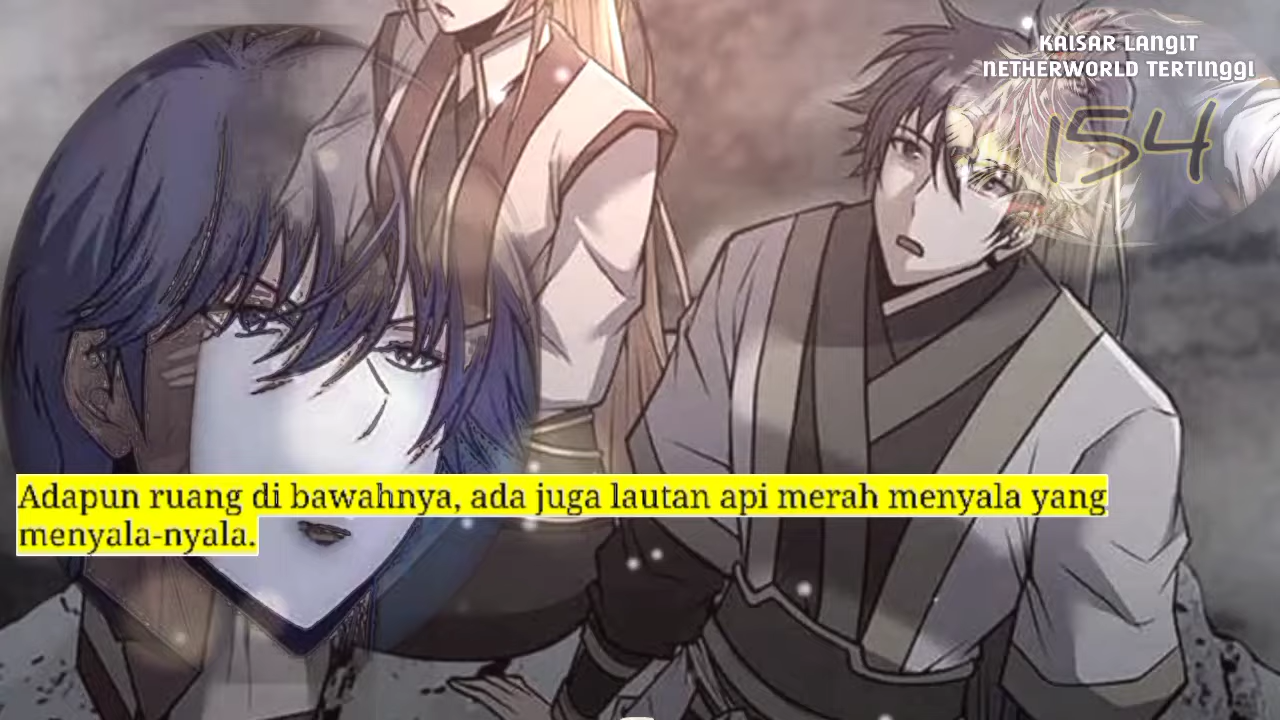 KAISAR LANGIT
NETHERWORLD TERTINGGI
154
Adapun ruang di bawahnya, ada juga lautan api merah menyala yang
menyala-nyala.